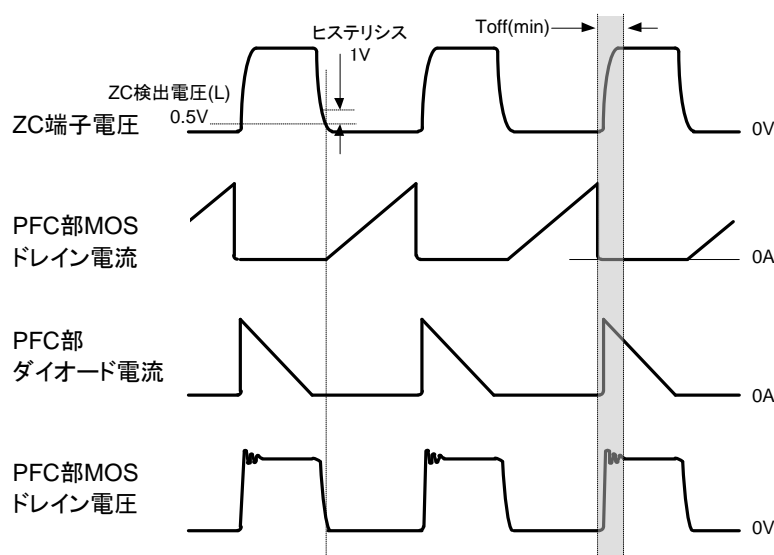 ヒステリシス
1V
Toff(min)
ZC検出電圧(L)
0.5V
ZC端子電圧
0V
PFC部MOS
ドレイン電流
0A
PFC部
ダイオード電流
0A
PFC部MOS
ドレイン電圧
0V